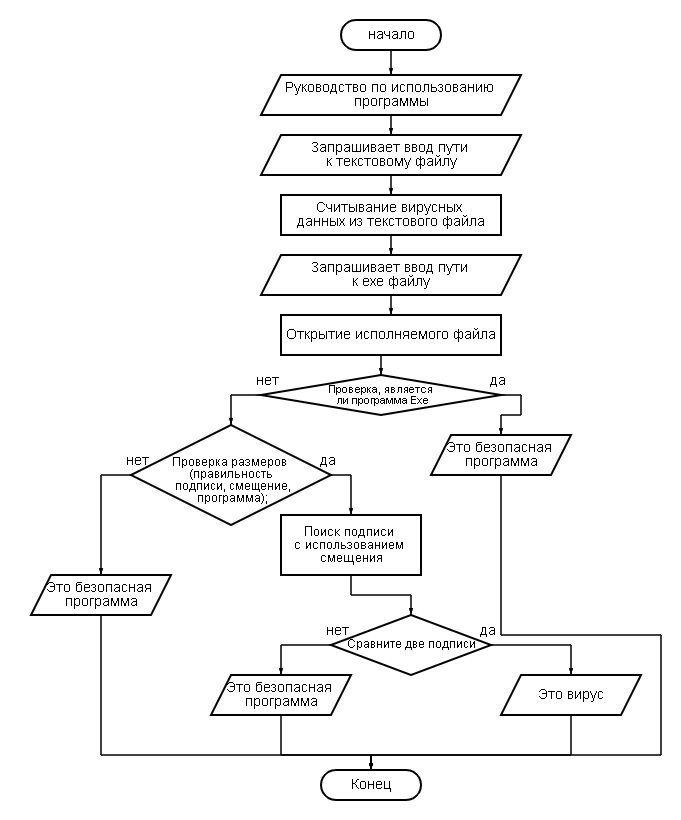 начало
Руководство по использованию
программы
Запрашивает ввод пути
к текстовому файлу
Считывание вирусных
данных из текстового файла
Запрашивает ввод пути
к exe файлу
Открытие исполняемого файла
нет
да
Проверка, является
ли программа Exe
Это безопасная
программа
нет
да
Проверка размеров
(правильность
подписи, смещение,
программа);
Поиск подписи
с использованием
смещения
Это безопасная
программа
нет
да
Сравните две подписи
Это безопасная
программа
Это вирус
Конец